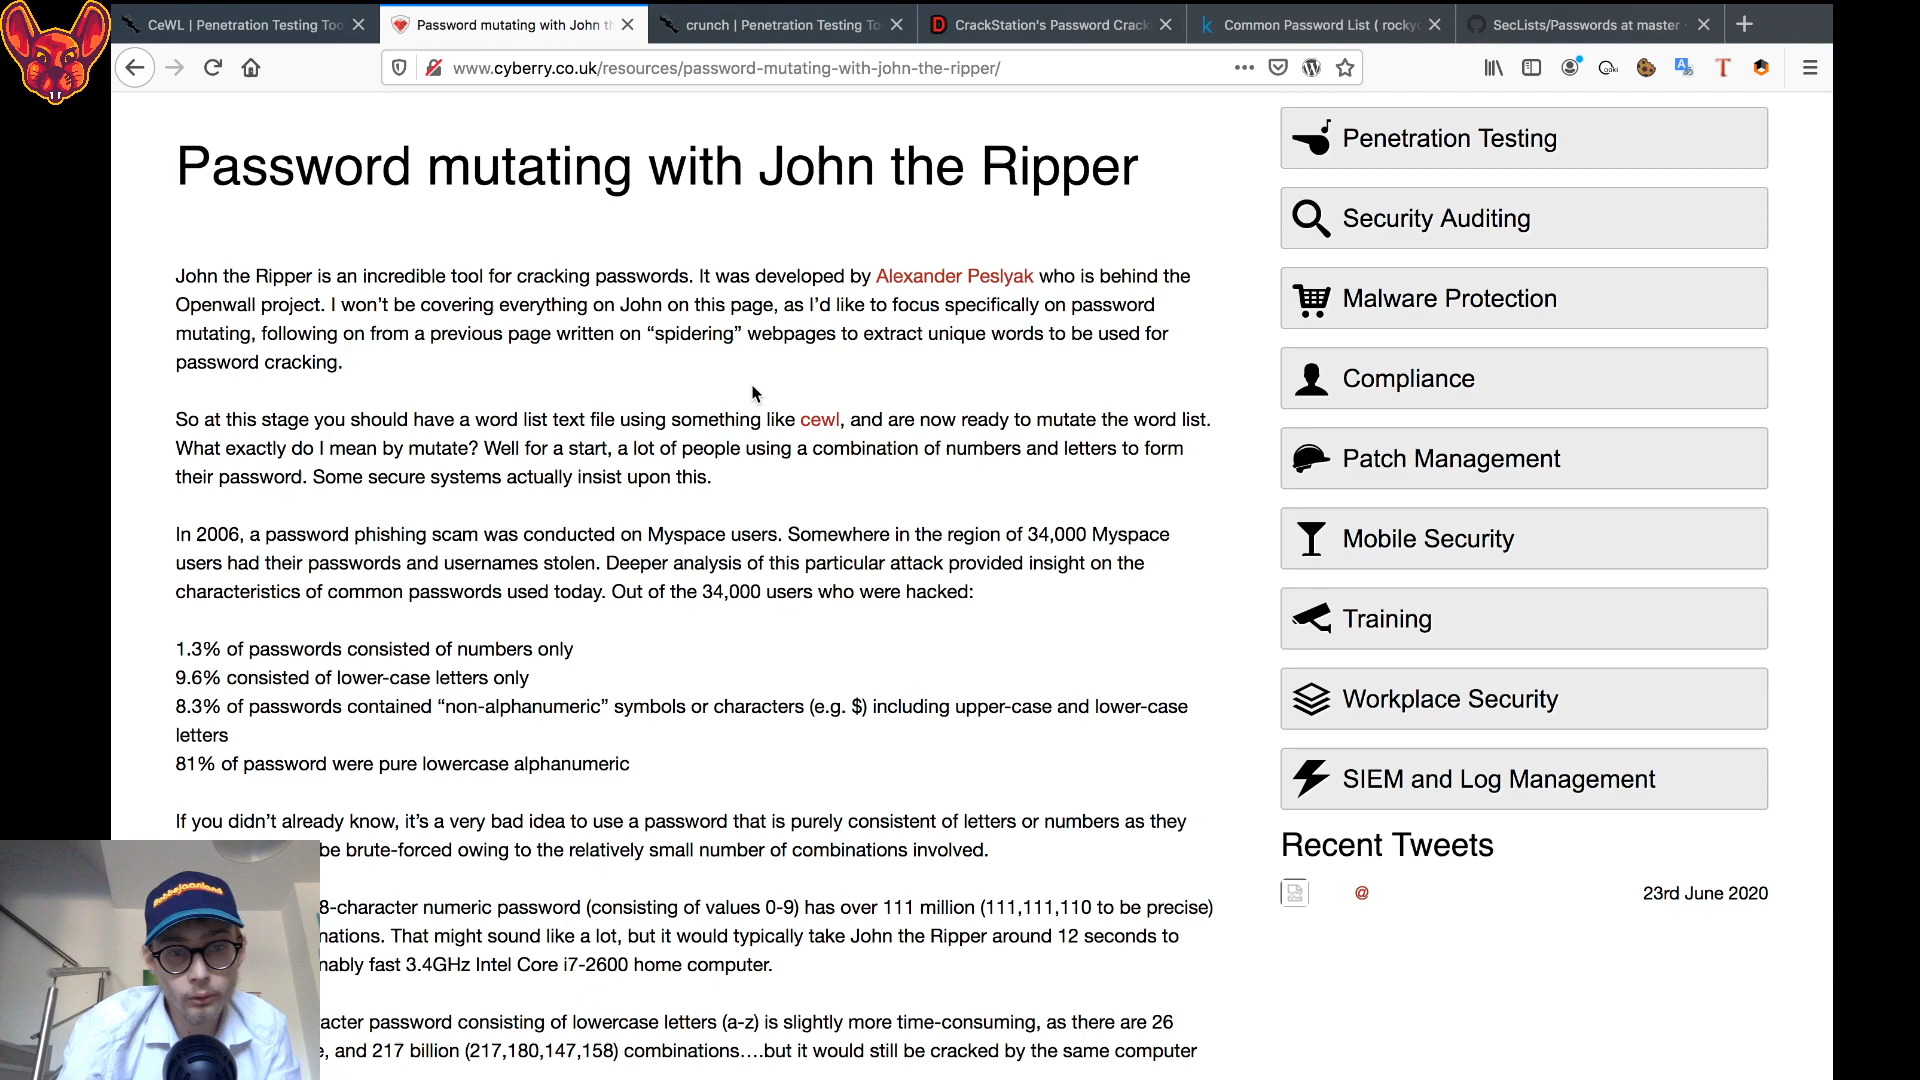 CeWL | Penetration Testing Too
Password mutating with John th
crunch | Penetration Testing To
CrackStation's Password Crack
Common Password List ( rocky
SecLists/Passwords at master
www.cyberry.co.uk/resources/password-mutating-with-john-the-ripper/
Password mutating with John the Ripper
John the Ripper is an incredible tool for cracking passwords. It was developed by Alexander Peslyak who is behind the
Openwall project. I won’t be covering everything on John on this page, as I’d like to focus specifically on password
mutating, following on from a previous page written on “spidering” webpages to extract unique words to be used for
password cracking.
So at this stage you should have a word list text file using something like cewl, and are now ready to mutate the word list.
What exactly do I mean by mutate? Well for a start, a lot of people using a combination of numbers and letters to form
their password. Some secure systems actually insist upon this.
In 2006, a password phishing scam was conducted on Myspace users. Somewhere in the region of 34,000 Myspace
users had their passwords and usernames stolen. Deeper analysis of this particular attack provided insight on the
characteristics of common passwords used today. Out of the 34,000 users who were hacked:
1.3% of passwords consisted of numbers only
9.6% consisted of lower-case letters only
8.3% of passwords contained “non-alphanumeric” symbols or characters (e.g. $) including upper-case and lower-case
letters
81% of password were pure lowercase alphanumeric
If you didn’t already know, it’s a very bad idea to use a password that is purely consistent of letters or numbers as they
be brute-forced owing to the relatively small number of combinations involved.
8-character numeric password (consisting of values 0-9) has over 111 million (111,111,110 to be precise)
nations. That might sound like a lot, but it would typically take John the Ripper around 12 seconds to
nably fast 3.4GHz Intel Core i7-2600 home computer.
acter password consisting of lowercase letters (a-z) is slightly more time-consuming, as there are 26
e, and 217 billion (217,180,147,158) combinations….but it would still be cracked by the same computer
Penetration Testing
Security Auditing
Malware Protection
Compliance
Patch Management
Mobile Security
Training
Workplace Security
SIEM and Log Management
Recent Tweets
@
23rd June 2020
Bobbejaanland